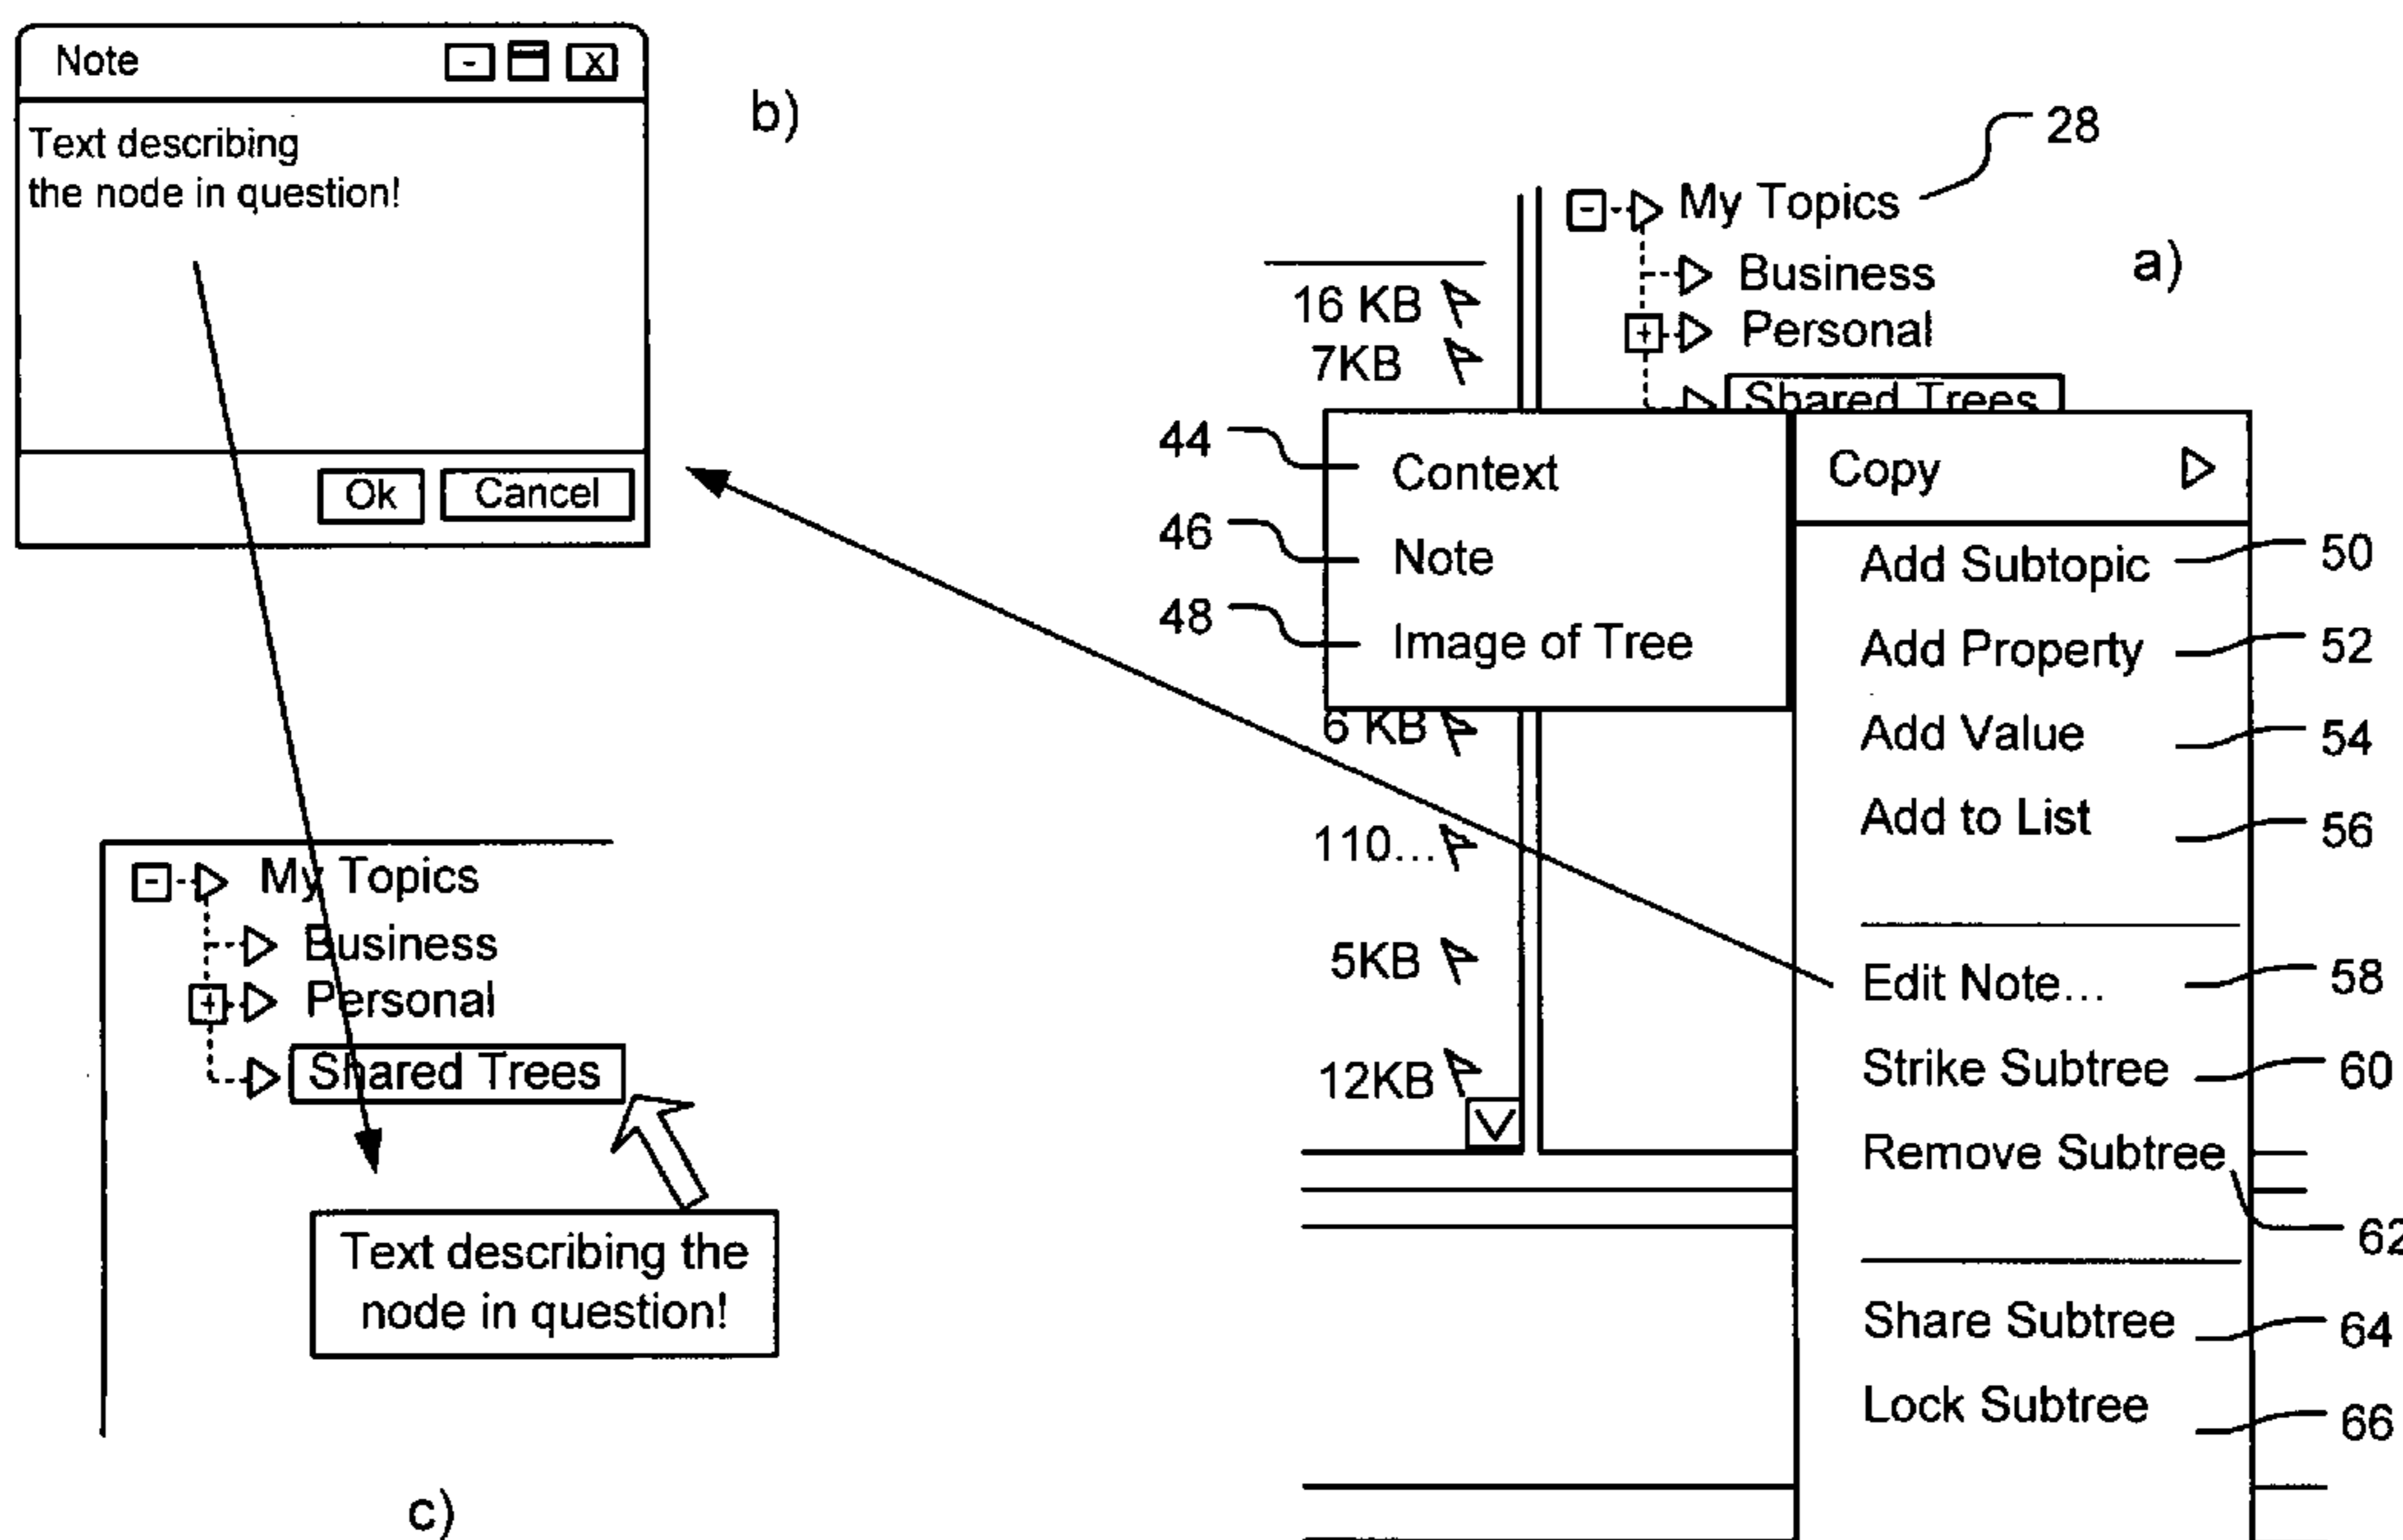 Note
- X
Text describing
the node in question!
Ok Cancel
b)
28
- My Topics
Business
+ Personal
Shared Trees
a)
16 KB
7KB
44 Context
46 Note
48 Image of Tree
6 KB
110...
5KB
12KB
Copy
Add Subtopic 50
Add Property 52
Add Value 54
Add to List 56
Edit Note... 58
Strike Subtree 60
Remove Subtree 62
Share Subtree 64
Lock Subtree 66
- My Topics
Business
+ Personal
Shared Trees
Text describing the
node in question!
c)